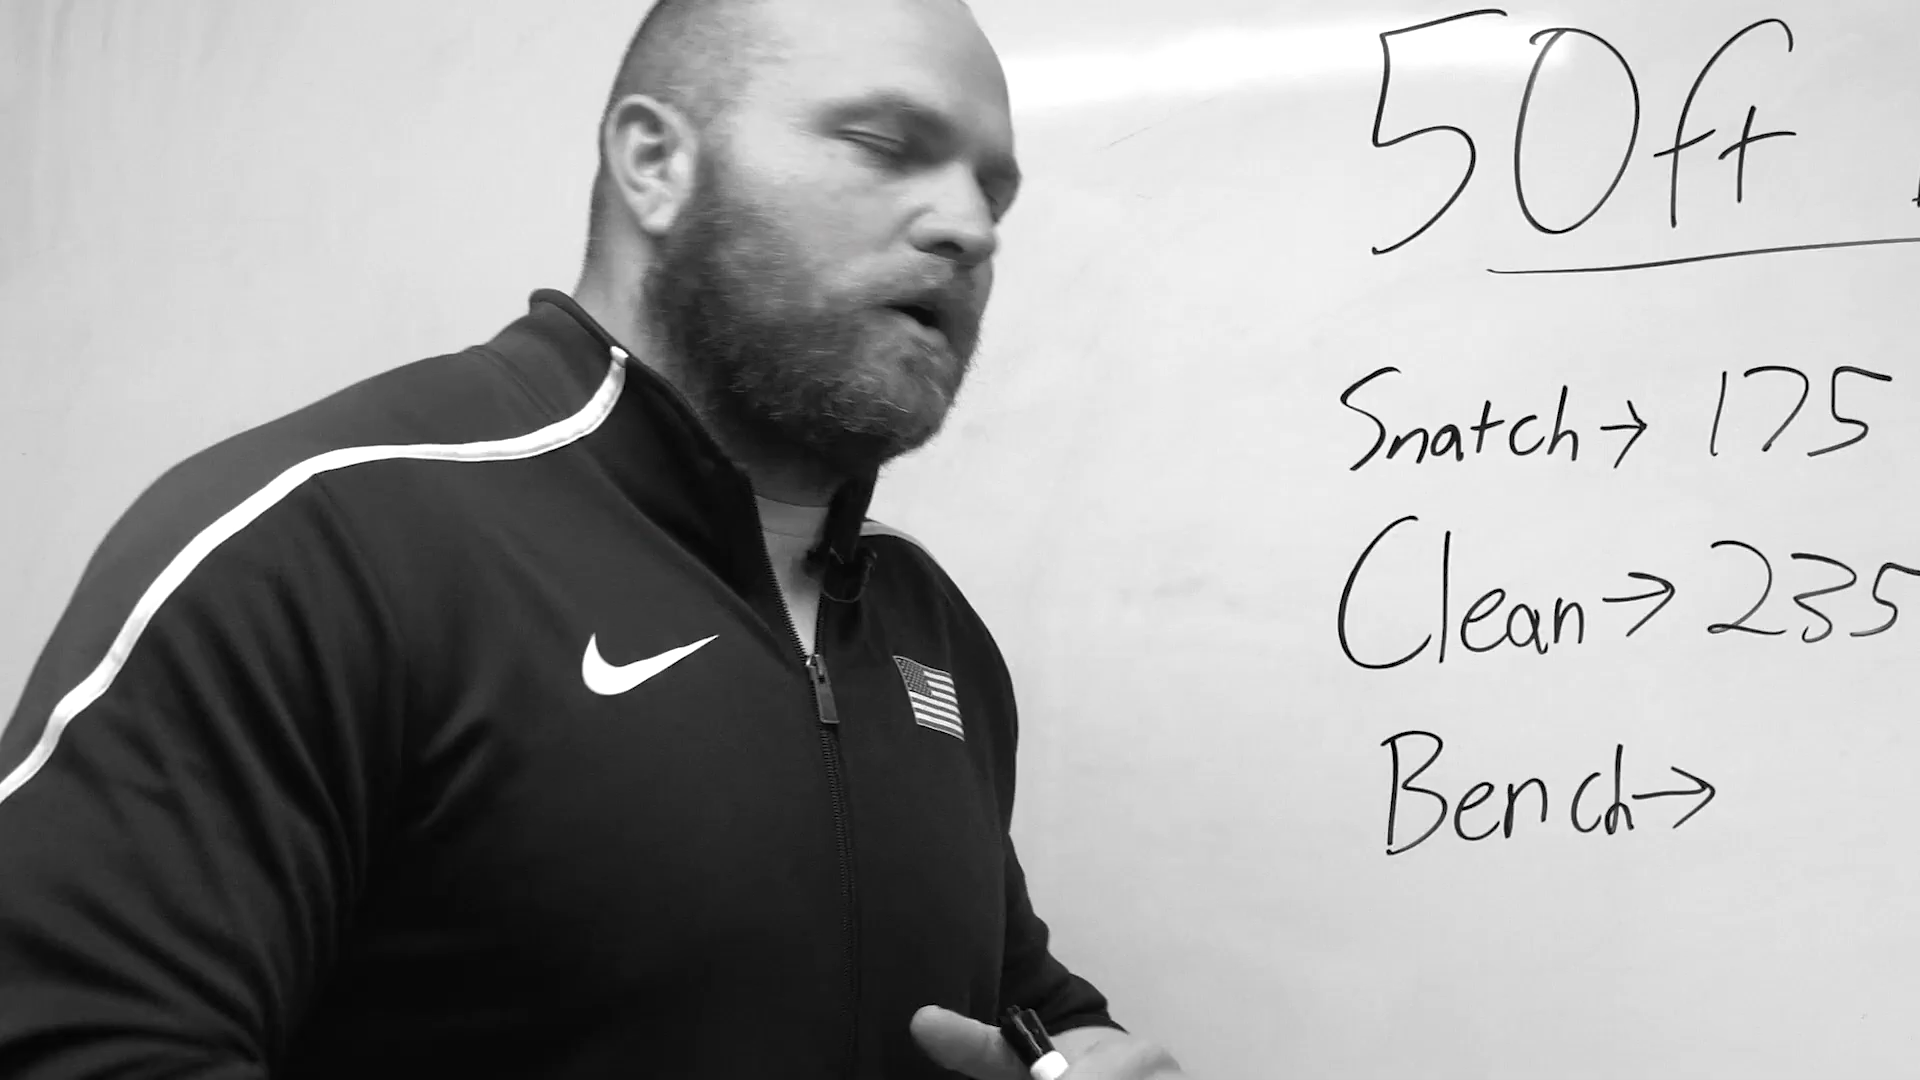 50ft
Snatch → 175
Clean → 235
Bench →